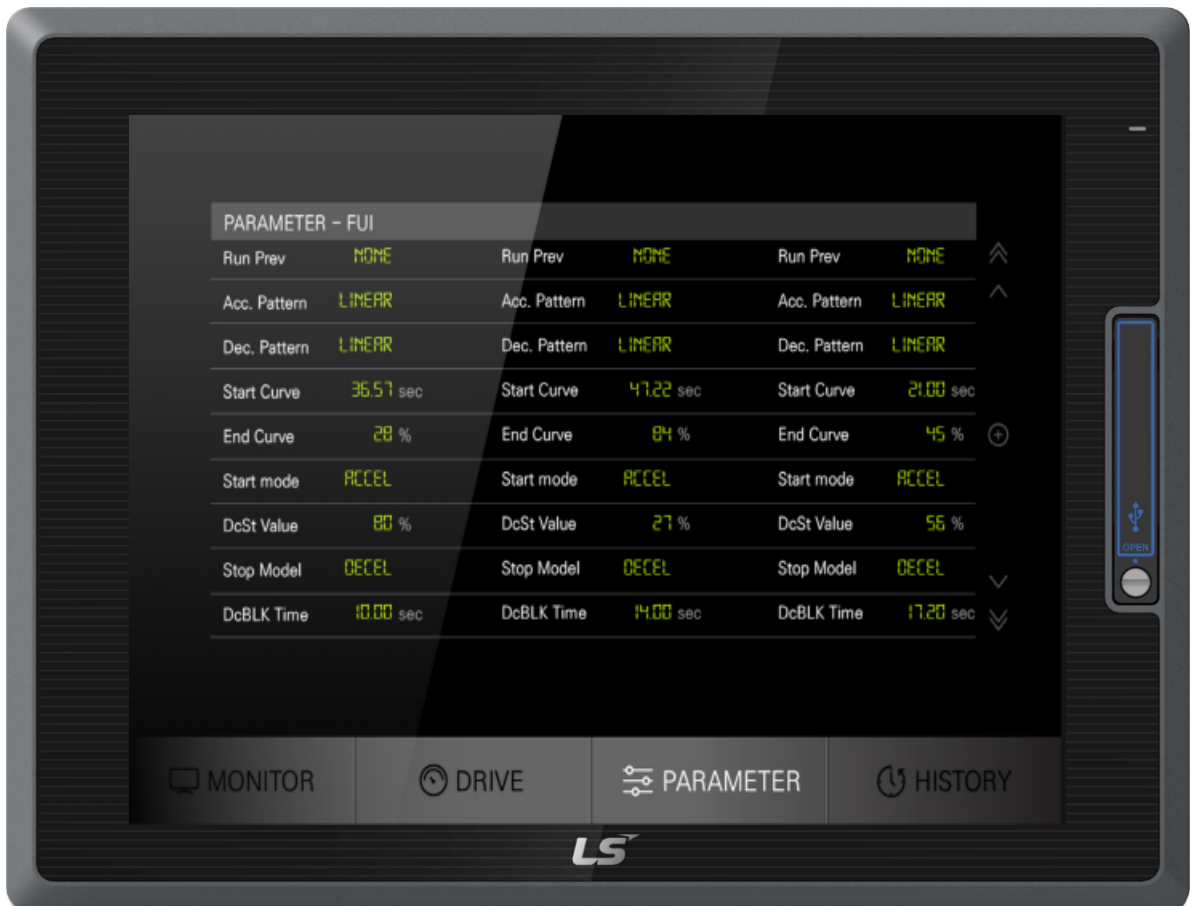 PARAMETER – FUI
Run Prev NONE Run Prev NONE Run Prev NONE
Acc. Pattern LINEAR Acc. Pattern LINEAR Acc. Pattern LINEAR
Dec. Pattern LINEAR Dec. Pattern LINEAR Dec. Pattern LINEAR
Start Curve 36.57 sec Start Curve 47.22 sec Start Curve 21.00 sec
End Curve 28 % End Curve 84 % End Curve 45 %
Start mode ACCEL Start mode ACCEL Start mode ACCEL
DcSt Value 80 % DcSt Value 27 % DcSt Value 56 %
Stop Model DECEL Stop Model DECEL Stop Model DECEL
DcBLK Time 10.00 sec DcBLK Time 14.00 sec DcBLK Time 17.20 sec
OPEN
MONITOR DRIVE PARAMETER HISTORY
LS